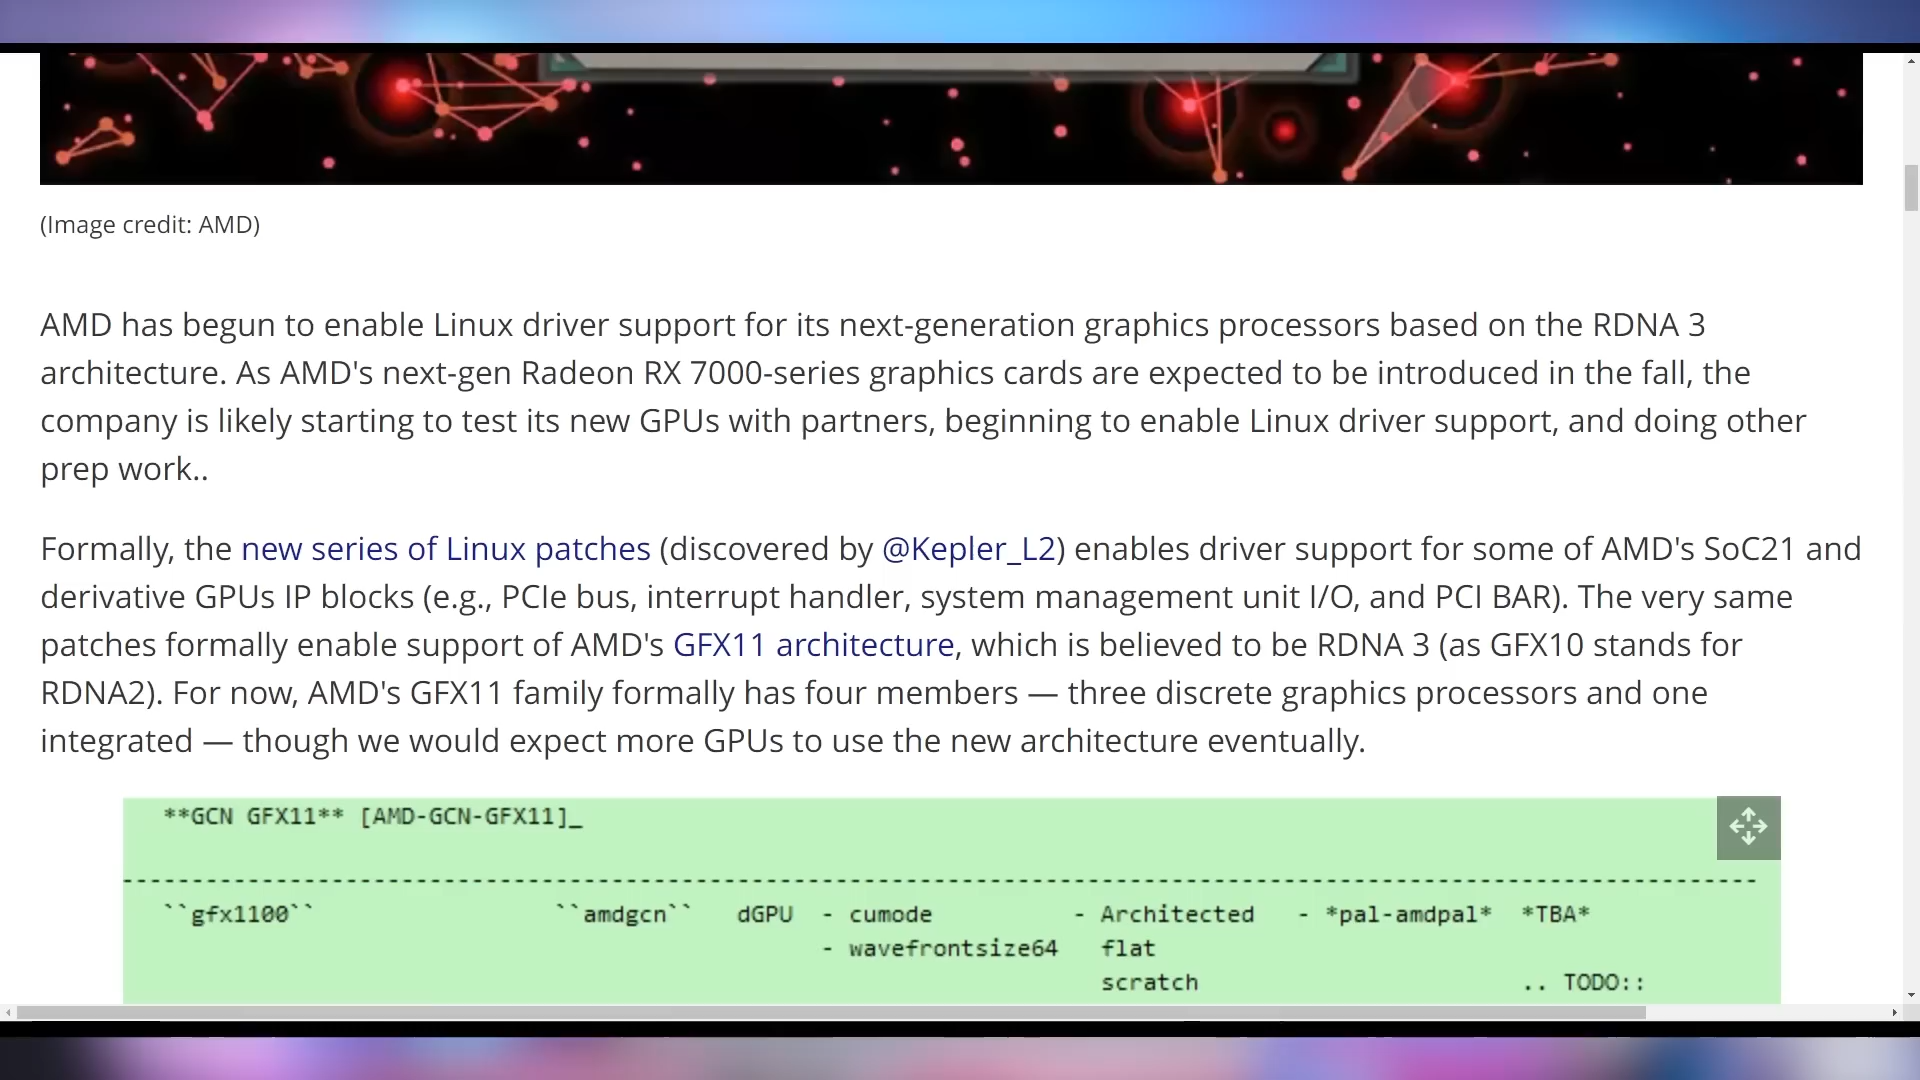 (Image credit: AMD)
AMD has begun to enable Linux driver support for its next-generation graphics processors based on the RDNA 3
architecture. As AMD's next-gen Radeon RX 7000-series graphics cards are expected to be introduced in the fall, the
company is likely starting to test its new GPUs with partners, beginning to enable Linux driver support, and doing other
prep work..
Formally, the new series of Linux patches (discovered by @Kepler_L2) enables driver support for some of AMD's SoC21 and
derivative GPUs IP blocks (e.g., PCIe bus, interrupt handler, system management unit I/O, and PCI BAR). The very same
patches formally enable support of AMD's GFX11 architecture, which is believed to be RDNA 3 (as GFX10 stands for
RDNA2). For now, AMD's GFX11 family formally has four members — three discrete graphics processors and one
integrated — though we would expect more GPUs to use the new architecture eventually.
**GCN GFX11** [AMD-GCN-GFX11]_
``gfx1100`` ``amdgcn`` dGPU - cumode - Architected - *pal-amdpal* *TBA*
- wavefrontsize64 flat
scratch .. TODO::